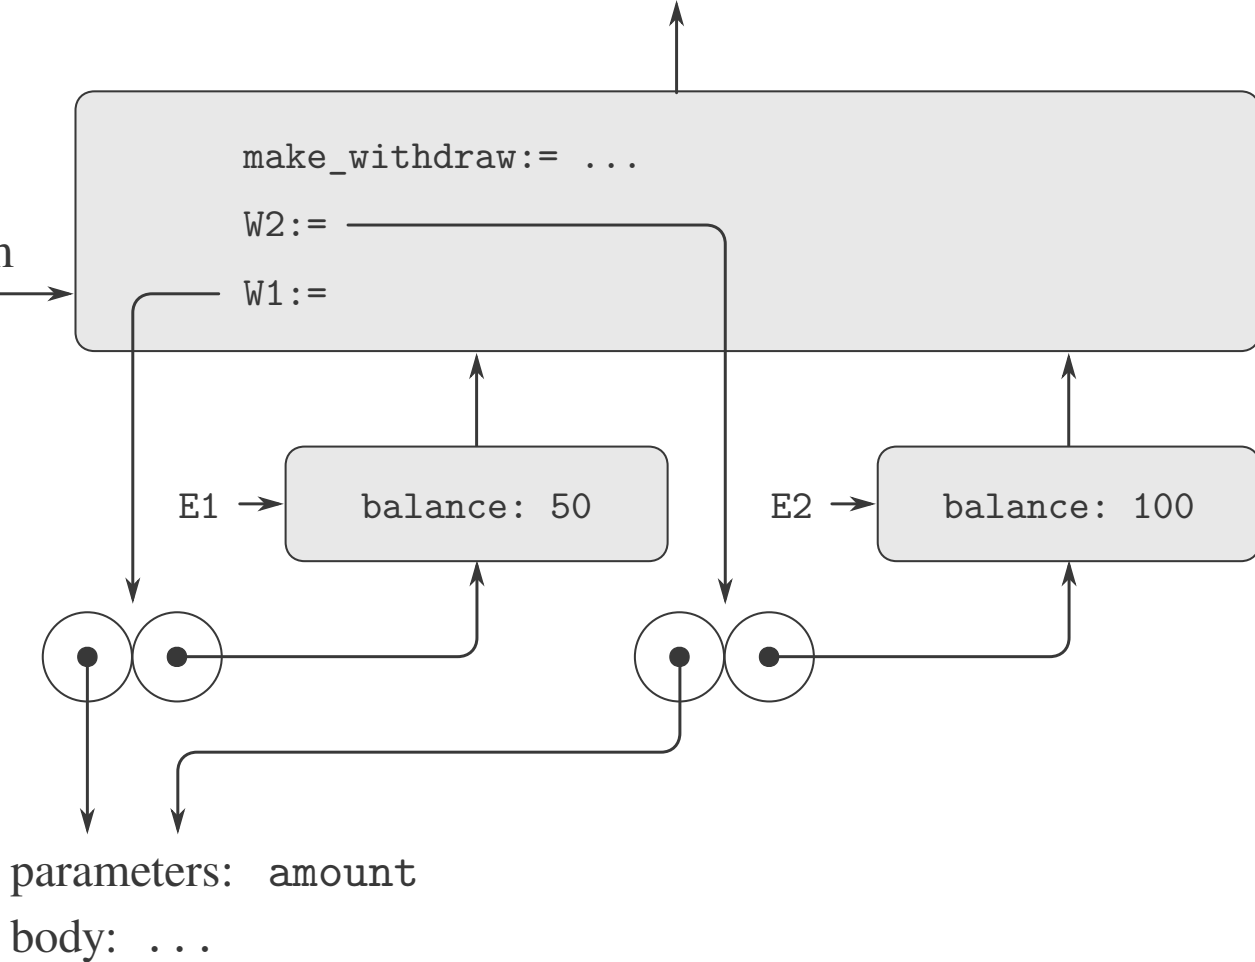 make_withdraw:= ...
W2:=
W1:=
E1
balance: 50
E2
balance: 100
parameters: amount
body: ...